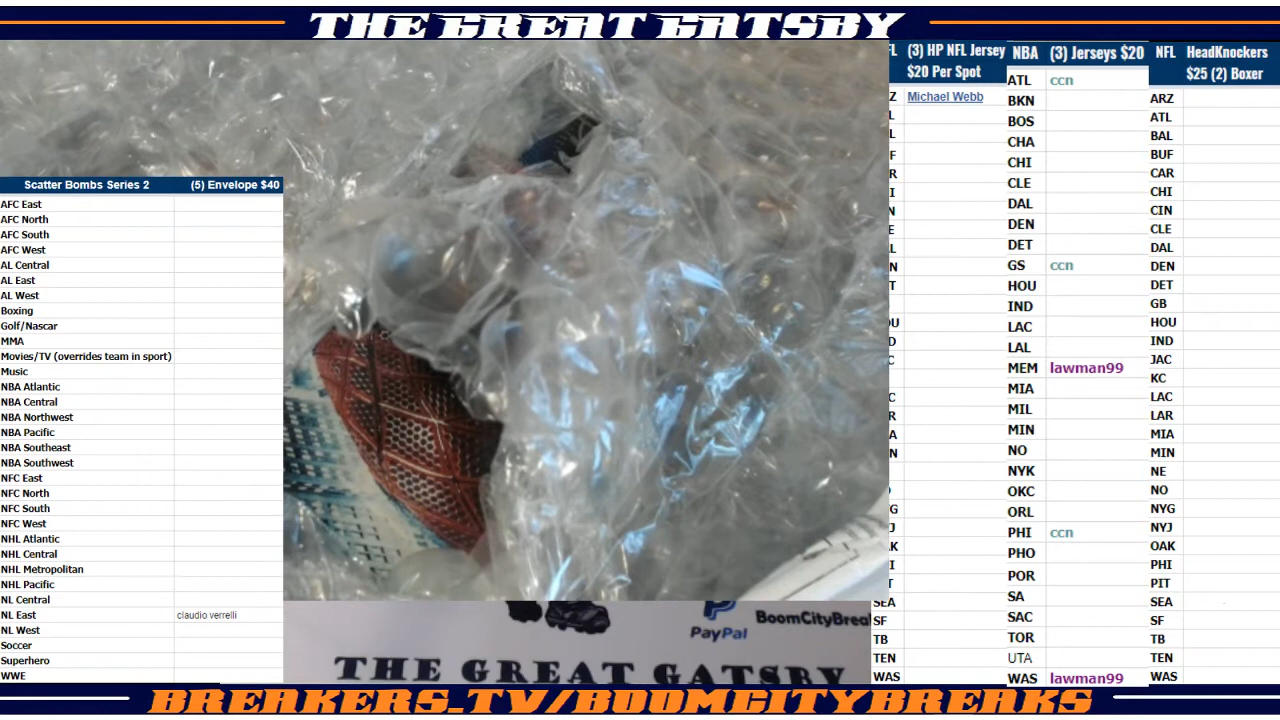 THE GREAT GATSBY
Scatter Bombs Series 2 (5) Envelope $40
AFC East
AFC North
AFC South
AFC West
AL Central
AL East
AL West
Boxing
Golf/Nascar
MMA
Movies/TV (overrides team in sport)
Music
NBA Atlantic
NBA Central
NBA Northwest
NBA Pacific
NBA Southeast
NBA Southwest
NFC East
NFC North
NFC South
NFC West
NHL Atlantic
NHL Central
NHL Metropolitan
NHL Pacific
NL Central
NL East claudio verrelli
NL West
Soccer
Superhero
WWE
PayPal
BoomCityBrea
THE GREAT GATSBY
FL (3) HP NFL Jersey
$20 Per Spot
Z Michael Webb
L
L
F
R
I
N
E
L
N
T
OU
D
C
C
R
A
N
G
J
AK
I
T
SEA
SF
TB
TEN
WAS
NBA (3) Jerseys $20
ATL ccn
BKN
BOS
CHA
CHI
CLE
DAL
DEN
DET
GS ccn
HOU
IND
LAC
LAL
MEM lawman99
MIA
MIL
MIN
NO
NYK
OKC
ORL
PHI ccn
PHO
POR
SA
SAC
TOR
UTA
WAS lawman99
NFL HeadKnockers
$25 (2) Boxer
ARZ
ATL
BAL
BUF
CAR
CHI
CIN
CLE
DAL
DEN
DET
GB
HOU
IND
JAC
KC
LAC
LAR
MIA
MIN
NE
NO
NYG
NYJ
OAK
PHI
PIT
SEA
SF
TB
TEN
WAS
BREAKERS.TV/BOOMCITYBREAKS